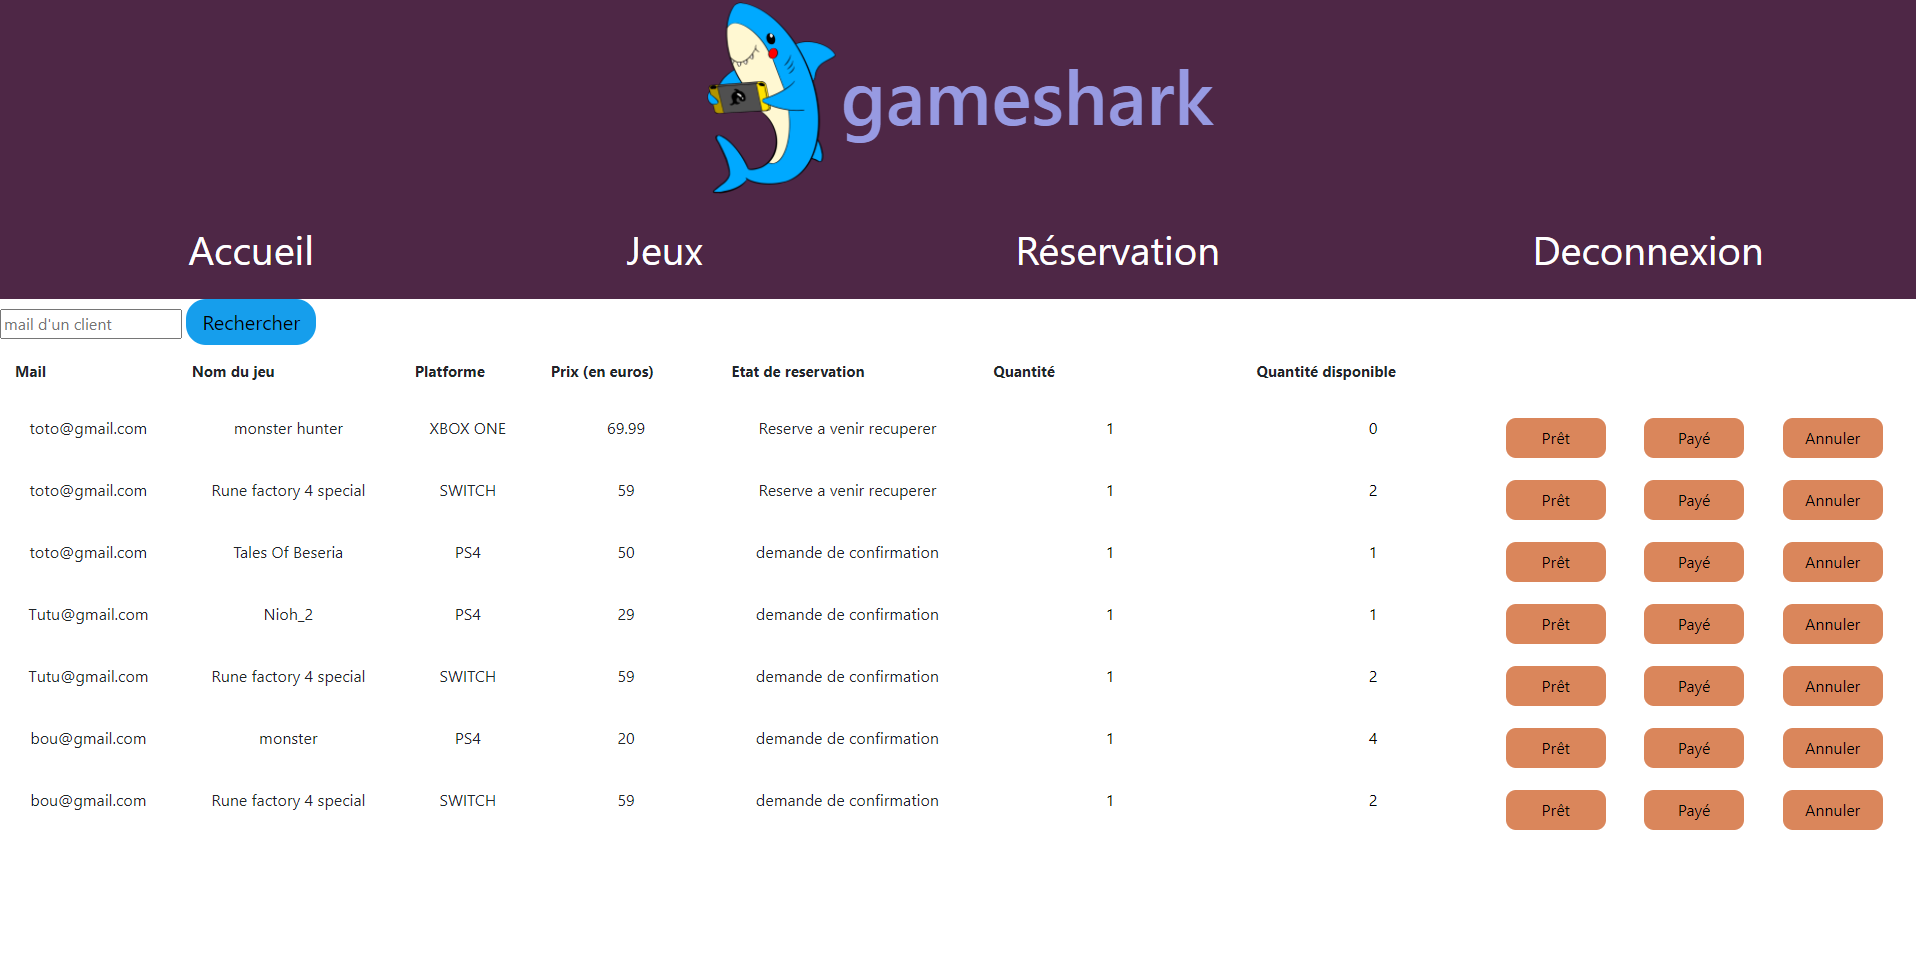 gameshark
Accueil Jeux Réservation Deconnexion
mail d'un client Rechercher
Mail Nom du jeu Platforme Prix (en euros) Etat de reservation Quantité Quantité disponible
toto@gmail.com monster hunter XBOX ONE 69.99 Reserve a venir recuperer 1 0 Prêt Payé Annuler
toto@gmail.com Rune factory 4 special SWITCH 59 Reserve a venir recuperer 1 2 Prêt Payé Annuler
toto@gmail.com Tales Of Beseria PS4 50 demande de confirmation 1 1 Prêt Payé Annuler
Tutu@gmail.com Nioh_2 PS4 29 demande de confirmation 1 1 Prêt Payé Annuler
Tutu@gmail.com Rune factory 4 special SWITCH 59 demande de confirmation 1 2 Prêt Payé Annuler
bou@gmail.com monster PS4 20 demande de confirmation 1 4 Prêt Payé Annuler
bou@gmail.com Rune factory 4 special SWITCH 59 demande de confirmation 1 2 Prêt Payé Annuler